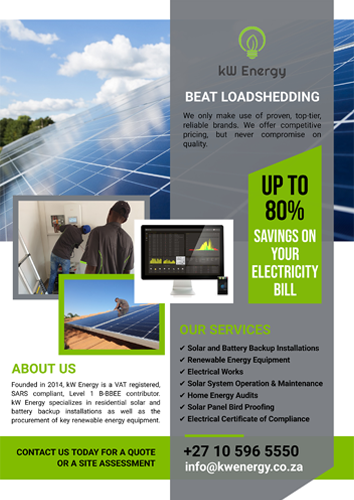 kW Energy
BEAT LOADSHEDDING
We only make use of proven, top-tier,
reliable brands. We offer competitive
pricing, but never compromise on
quality.
UP TO
80%
SAVINGS ON
YOUR
ELECTRICITY
BILL
OUR SERVICES
✔ Solar and Battery Backup Installations
✔ Renewable Energy Equipment
✔ Electrical Works
✔ Solar System Operation & Maintenance
✔ Home Energy Audits
✔ Solar Panel Bird Proofing
✔ Electrical Certificate of Compliance
ABOUT US
Founded in 2014, kW Energy is a VAT registered,
SARS compliant, Level 1 B-BBEE contributor.
kW Energy specializes in residential solar and
battery backup installations as well as the
procurement of key renewable energy equipment.
CONTACT US TODAY FOR A QUOTE
OR A SITE ASSESSMENT
+27 10 596 5550
info@kwenergy.co.za